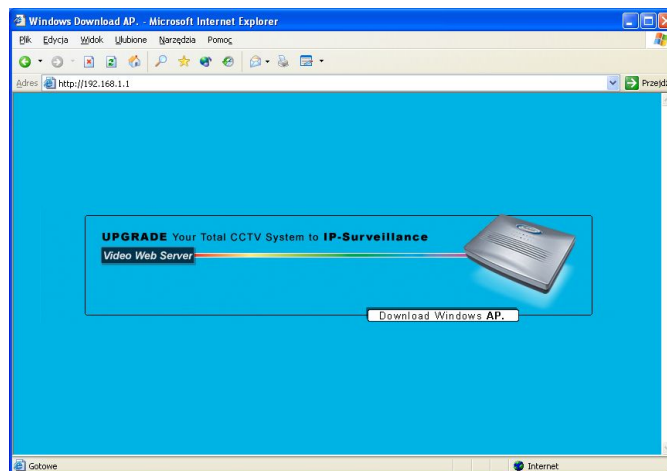 Windows Download AP. - Microsoft Internet Explorer
Plik Edycja Widok Ulubione Narzędzia Pomoc
Adres http://192.168.1.1 Przejdź
UPGRADE Your Total CCTV System to IP-Surveillance
Video Web Server
Download Windows AP.
Gotowe Internet